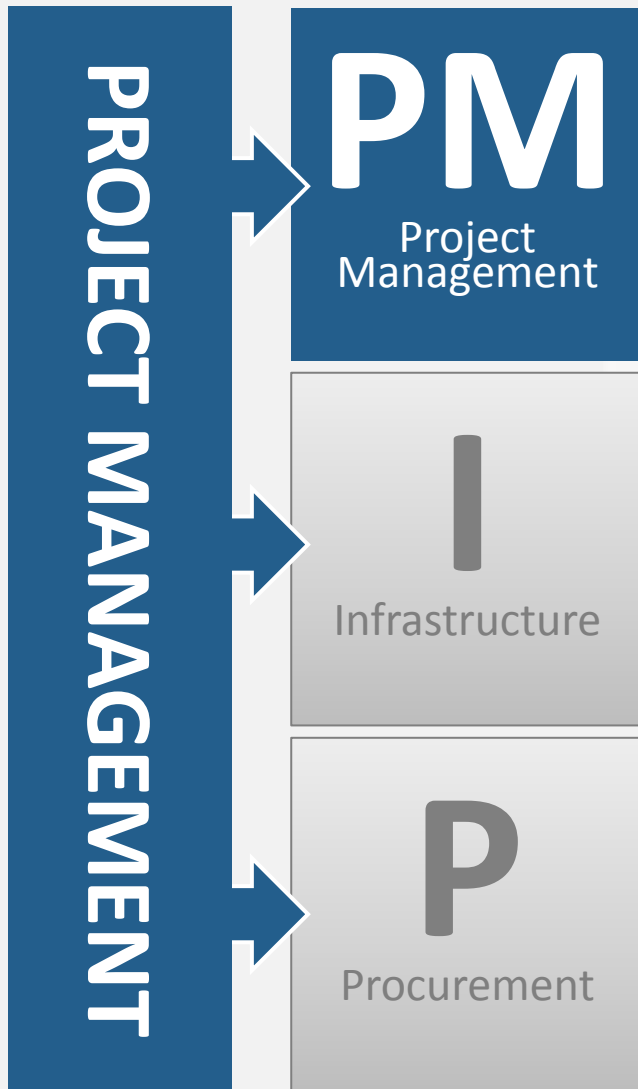 PROJECT MANAGEMENT
PM
Project
Management
I
Infrastructure
P
Procurement